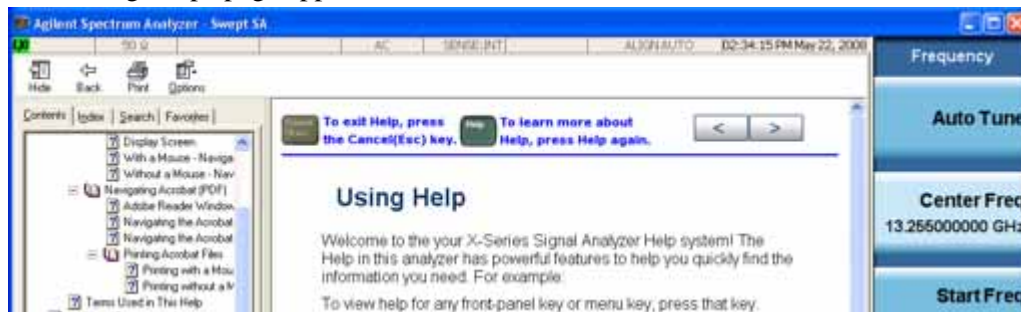 Agilent Spectrum Analyzer - Swept SA
50 Ω AC SENSE:INT ALIGN AUTO 02:34:15 PM May 22, 2008
Frequency
Hide Back Print Options
Contents Index Search Favorites
To exit Help, press
the Cancel(Esc) key.
To learn more about
Help, press Help again.
< >
Auto Tune
Display Screen
With a Mouse - Naviga
Without a Mouse - Nav
Navigating Acrobat (PDF)
Adobe Reader Window
Navigating the Acrobat
Navigating the Acrobat
Printing Acrobat Files
Printing with a Mou
Printing without a M
Terms Used in This Help
Using Help
Welcome to the your X-Series Signal Analyzer Help system! The
Help in this analyzer has powerful features to help you quickly find the
information you need. For example:
To view help for any front-panel key or menu key, press that key.
Center Freq
13.255000000 GHz
Start Freq